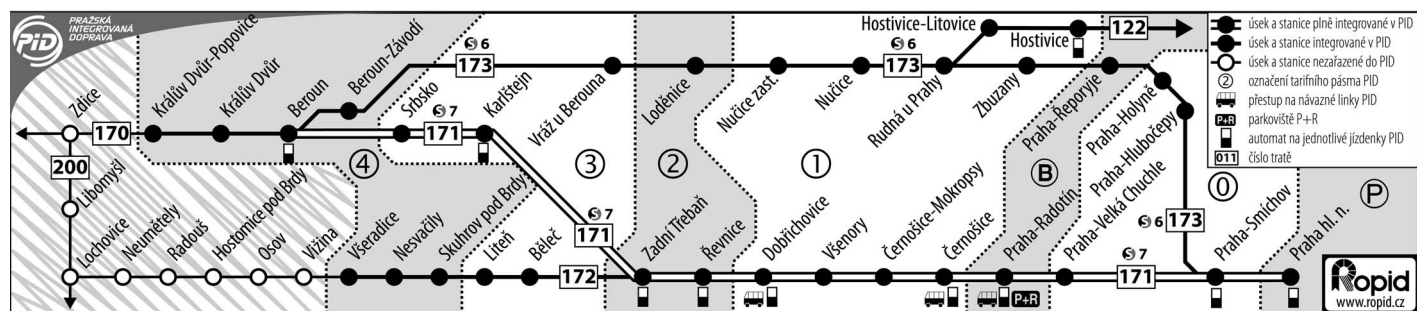 PID
PRAŽSKÁ
INTEGROVANÁ
DOPRAVA
Zdice
170
200
Libomyšl
Lochovice
Neumětely
Radouš
Hostomice pod Brdy
Osov
Vižina
Všeradice
Nesvačily
Skuhrov pod Brdy
Liteň
Běleč
172
Králův Dvůr-Popovice
Králův Dvůr
Beroun
Beroun-Závodí
S 6
173
Srbsko
S 7
171
Karlštejn
Vráž u Berouna
Loděnice
Nučice zast.
Nučice
S 6
173
Rudná u Prahy
Hostivice-Litovice
Hostivice
122
Zbuzany
Praha-Řeporyje
Praha-Holyně
Praha-Hlubočepy
S 6
173
4
3
2
1
B
0
P
S 7
171
Zadní Třebaň
Řevnice
Dobřichovice
Všenory
Černošice-Mokropsy
Černošice
Praha-Radotín
P+R
Praha-Velká Chuchle
S 7
171
Praha-Smíchov
Praha hl. n.
úsek a stanice plně integrované v PID
úsek a stanice integrované v PID
úsek a stanice nezařazené do PID
2 označení tarifního pásma PID
přestup na návazné linky PID
P+R parkoviště P+R
automat na jednotlivé jízdenky PID
011 číslo tratě
Ropid
www.ropid.cz